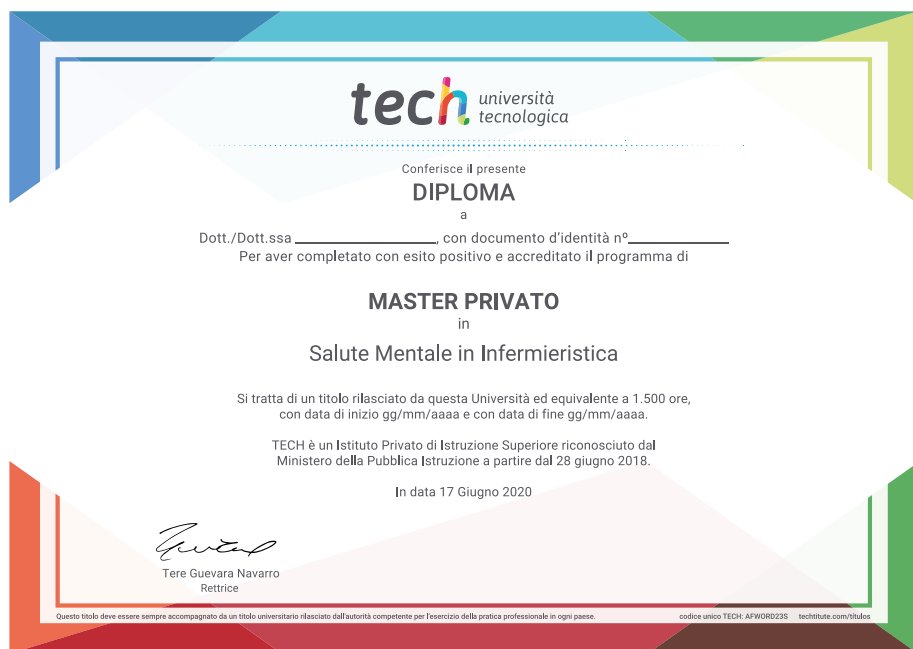 tech università
tecnologica
Conferisce il presente
DIPLOMA
a
Dott./Dott.ssa ____________________, con documento d'identità nº______________
Per aver completato con esito positivo e accreditato il programma di
MASTER PRIVATO
in
Salute Mentale in Infermieristica
Si tratta di un titolo rilasciato da questa Università ed equivalente a 1.500 ore,
con data di inizio gg/mm/aaaa e con data di fine gg/mm/aaaa.
TECH è un Istituto Privato di Istruzione Superiore riconosciuto dal
Ministero della Pubblica Istruzione a partire dal 28 giugno 2018.
In data 17 Giugno 2020
Tere Guevara Navarro
Rettrice
Questo titolo deve essere sempre accompagnato da un titolo universitario rilasciato dall'autorità competente per l'esercizio della pratica professionale in ogni paese. codice unico TECH: AFWORD23S techtitute.com/titulos